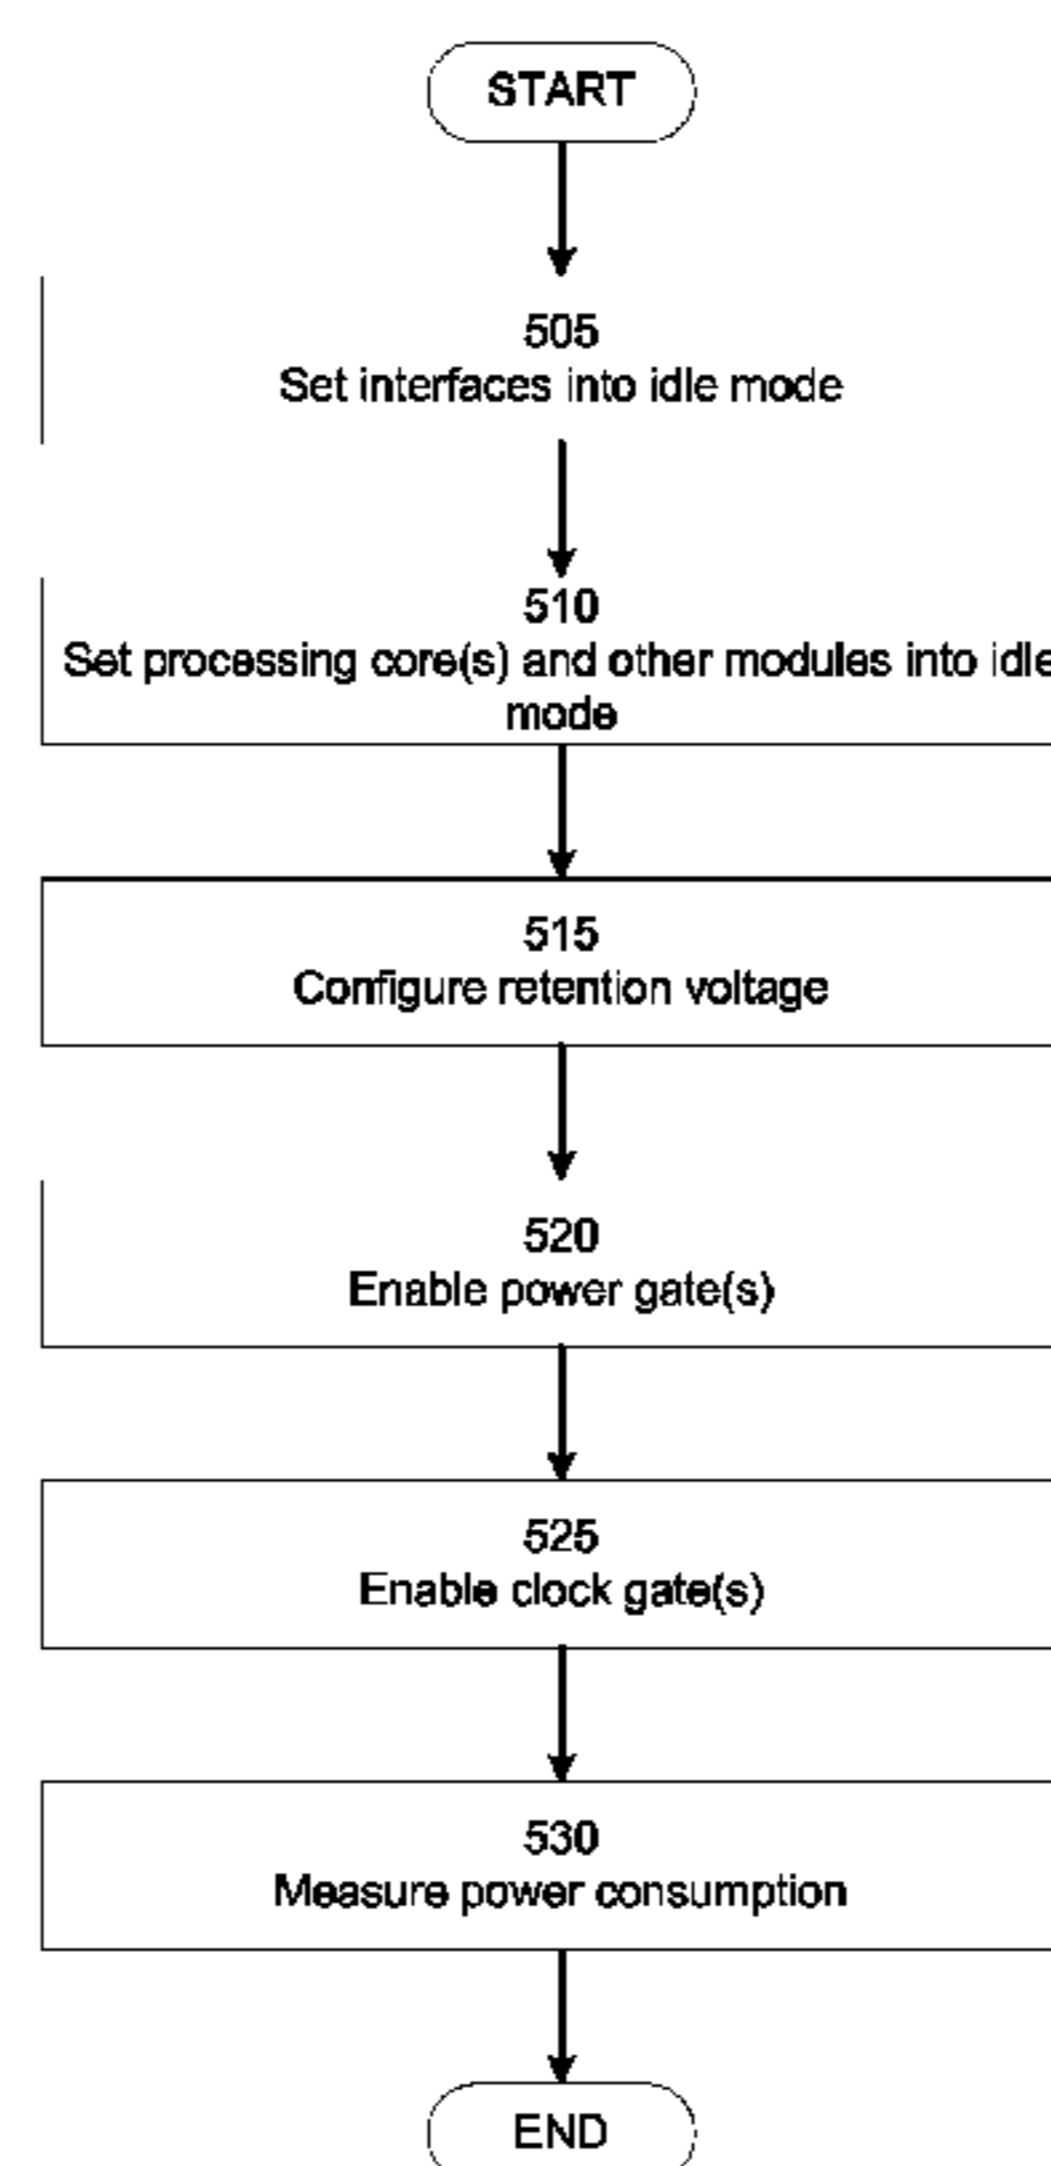 START
505
Set interfaces into idle mode
510
Set processing core(s) and other modules into idle
mode
515
Configure retention voltage
520
Enable power gate(s)
525
Enable clock gate(s)
530
Measure power consumption
END